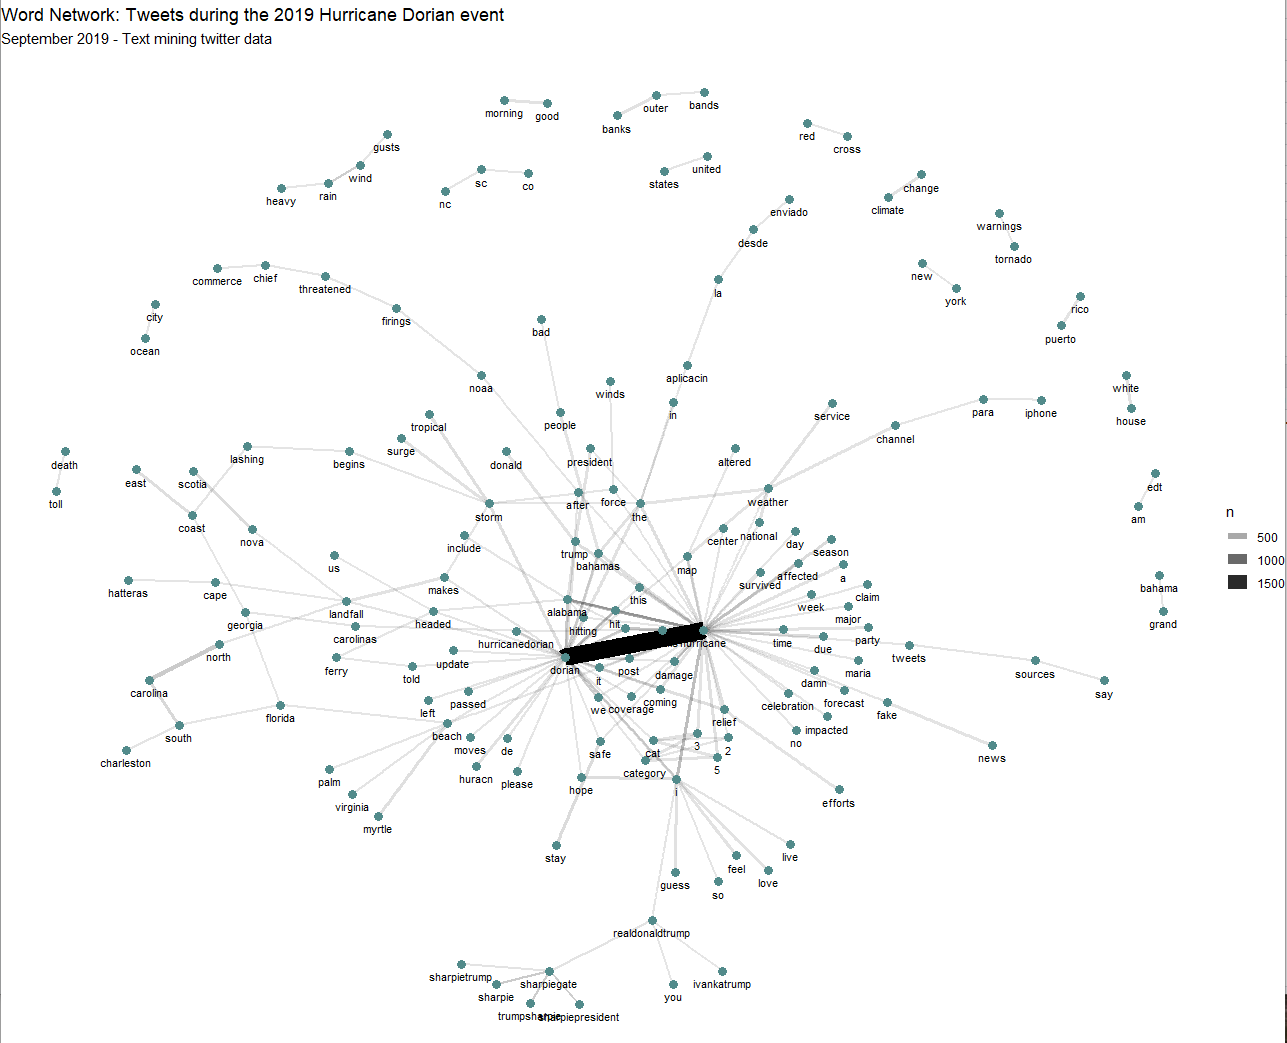 Word Network: Tweets during the 2019 Hurricane Dorian event
September 2019 - Text mining twitter data
morning
good
banks
outer
bands
red
cross
gusts
wind
rain
heavy
nc
sc
co
states
united
change
climate
enviado
desde
la
warnings
tornado
new
york
commerce
chief
threatened
firings
rico
puerto
city
ocean
bad
noaa
winds
aplicacin
in
white
house
tropical
people
service
para
iphone
channel
surge
lashing
begins
donald
president
altered
death
toll
east
scotia
edt
am
n
500
1000
1500
coast
nova
storm
after
force
the
weather
include
trump
bahamas
center
national
day
season
us
map
survived
affected
a
hatteras
cape
makes
this
week
claim
bahama
grand
georgia
landfall
headed
alabama
hit
major
carolinas
hurricanedorian
hitting
hurricane
time
due
party
north
ferry
update
told
dorian
it
post
damage
maria
tweets
sources
say
carolina
florida
left
passed
we
coverage
coming
relief
damn
celebration
forecast
fake
south
charleston
beach
moves
de
safe
cat
3
2
no
impacted
news
palm
virginia
myrtle
huracn
please
hope
category
5
i
efforts
stay
guess
feel
so
love
live
realdonaldtrump
sharpietrump
sharpie
sharpiegate
you
ivankatrump
trumpsharpie
sharpiepresident